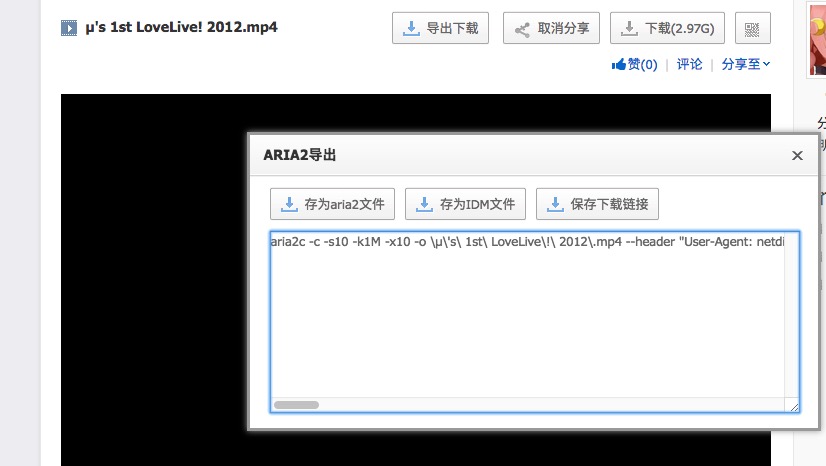 μ's 1st LoveLive! 2012.mp4
导出下载
取消分享
下载(2.97G)
赞(0) | 评论 | 分享至
ARIA2导出
存为aria2文件
存为IDM文件
保存下载链接
aria2c -c -s10 -k1M -x10 -o \μ\'s\ 1st\ LoveLive\!\ 2012\.mp4 --header "User-Agent: netdi